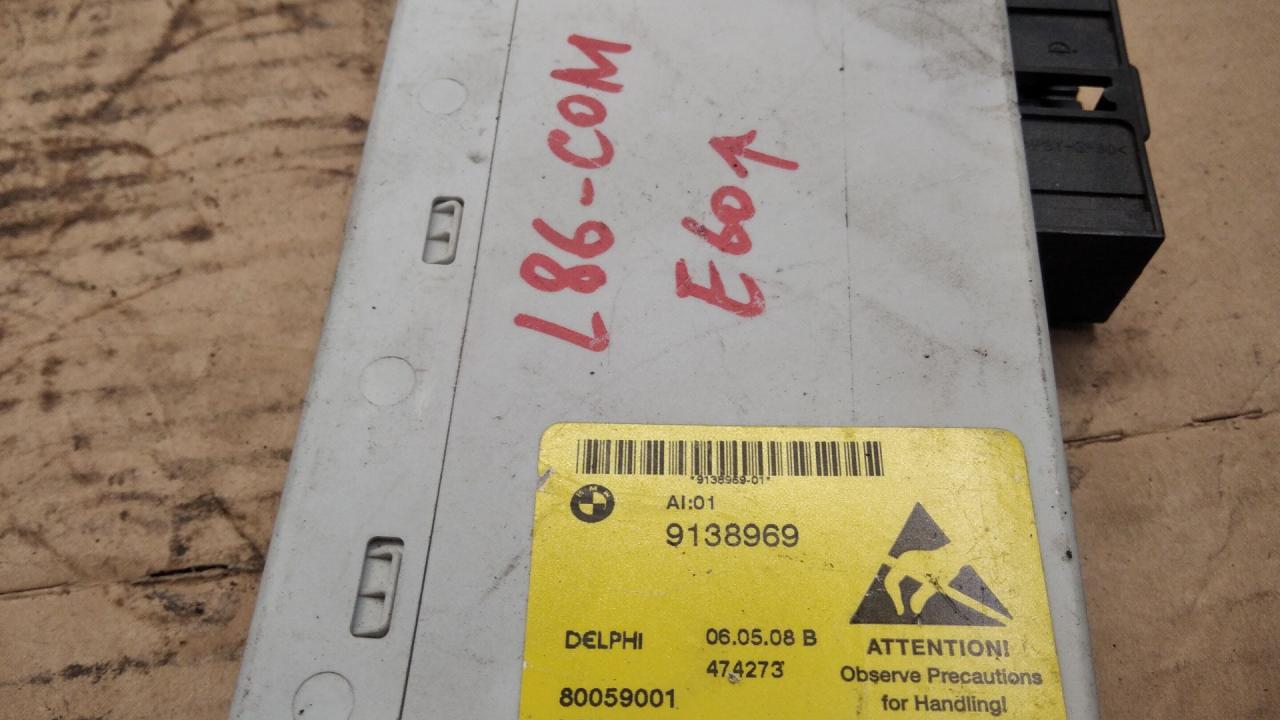 L86-COM
E60↑
*9138969-01*
AI:01
9138969
DELPHI
06.05.08 B
474273
80059001
ATTENTION!
Observe Precautions
for Handling!